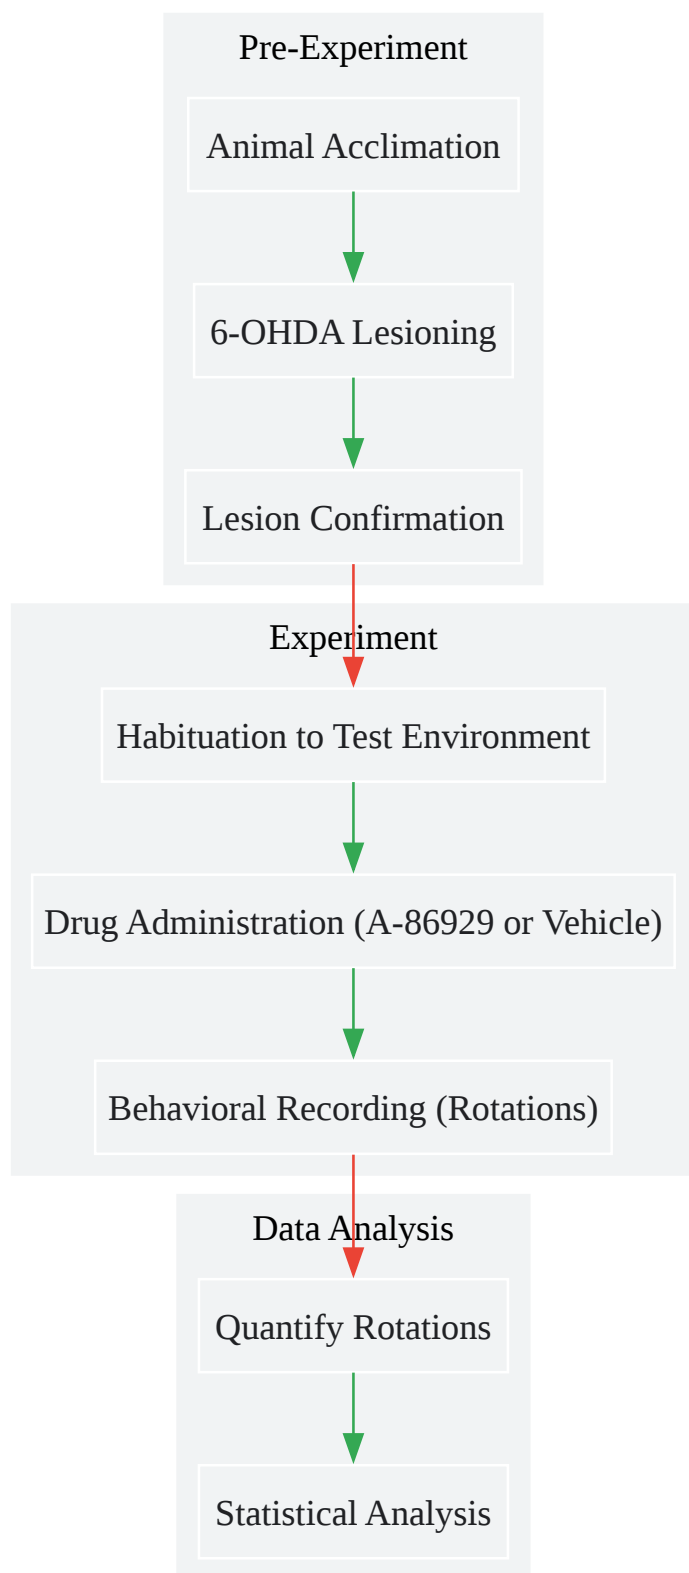 Pre-Experiment
Animal Acclimation
6-OHDA Lesioning
Lesion Confirmation
Experiment
Habituation to Test Environment
Drug Administration (A-86929 or Vehicle)
Behavioral Recording (Rotations)
Data Analysis
Quantify Rotations
Statistical Analysis